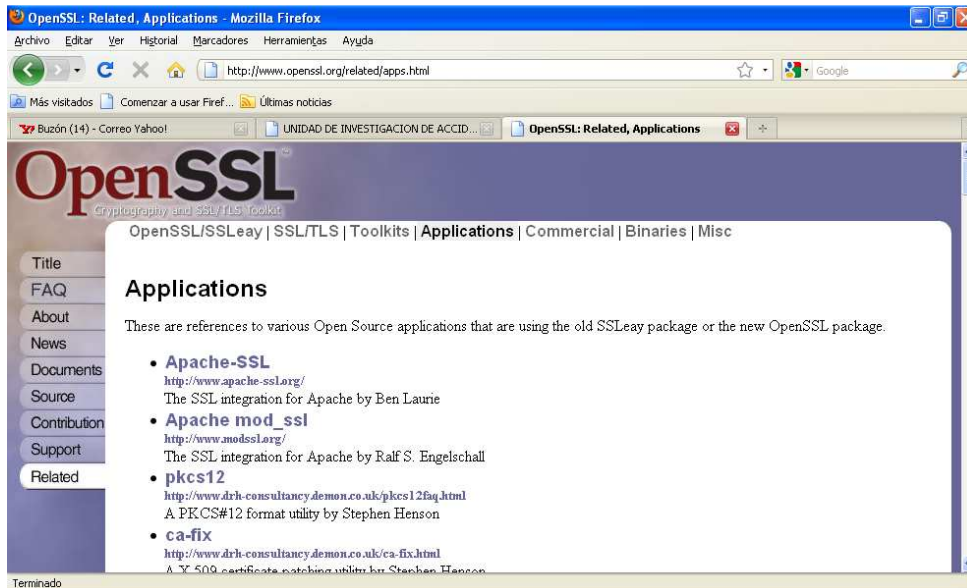 OpenSSL: Related, Applications - Mozilla Firefox
Archivo Editar Ver Historial Marcadores Herramientas Ayuda
http://www.openssl.org/related/apps.html
Google
Más visitados Comenzar a usar Firef... Últimas noticias
Buzón (14) - Correo Yahoo! UNIDAD DE INVESTIGACION DE ACCID... OpenSSL: Related, Applications
OpenSSL
Cryptography and SSL/TLS Toolkit
OpenSSL/SSLeay | SSL/TLS | Toolkits | Applications | Commercial | Binaries | Misc
Title
FAQ
About
News
Documents
Source
Contribution
Support
Related
Applications
These are references to various Open Source applications that are using the old SSLeay package or the new OpenSSL package.
• Apache-SSL
http://www.apache-ssl.org/
The SSL integration for Apache by Ben Laurie
• Apache mod_ssl
http://www.modssl.org/
The SSL integration for Apache by Ralf S. Engelschall
• pkcs12
http://www.drh-consultancy.demon.co.uk/pkcs12faq.html
A PKCS#12 format utility by Stephen Henson
• ca-fix
http://www.drh-consultancy.demon.co.uk/ca-fix.html
A X.509 certificate patching utility by Stephen Henson
Terminado